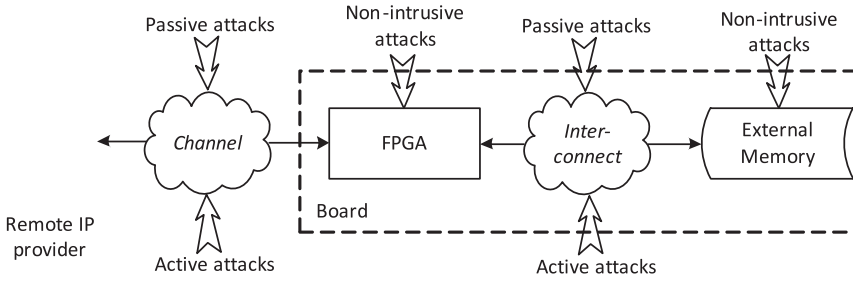 Passive attacks
Non-intrusive
attacks
Passive attacks
Non-intrusive
attacks
Channel
FPGA
Inter-
connect
External
Memory
Remote IP
provider
Board
Active attacks
Active attacks